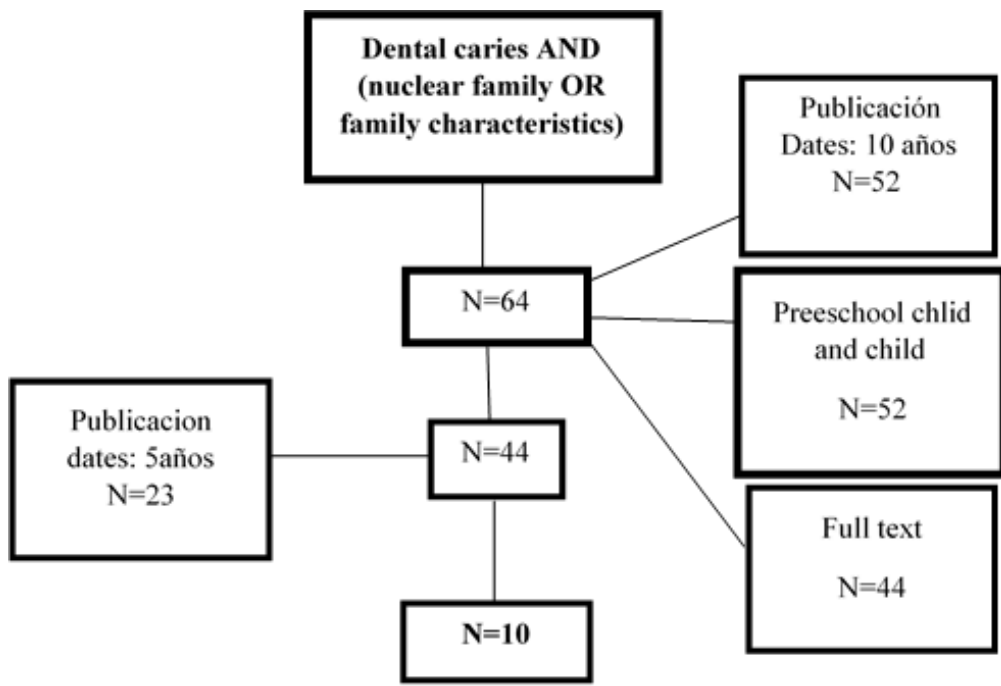 Dental caries AND
(nuclear family OR
family characteristics)
Publicación
Dates: 10 años
N=52
N=64
Preeschool chlid
and child
N=52
Publicacion
dates: 5años
N=23
N=44
Full text
N=44
N=10